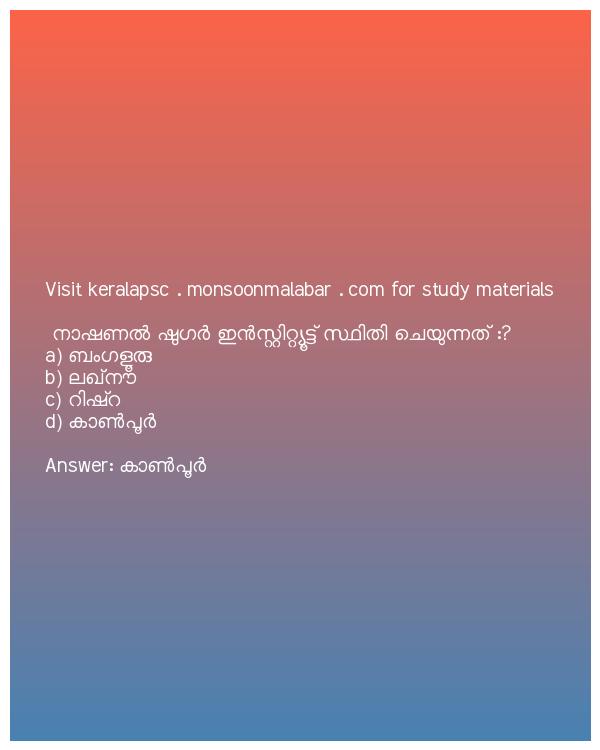 Visit keralapsc . monsoonmalabar . com for study materials
നാഷണൽ ഷുഗർ ഇൻസ്റ്റിറ്റ്യൂട്ട് സ്ഥിതി ചെയുന്നത് :?
a) ബംഗളൂരു
b) ലഖ്നൗ
c) റിഷ്റ
d) കാൺപൂർ
Answer: കാൺപൂർ